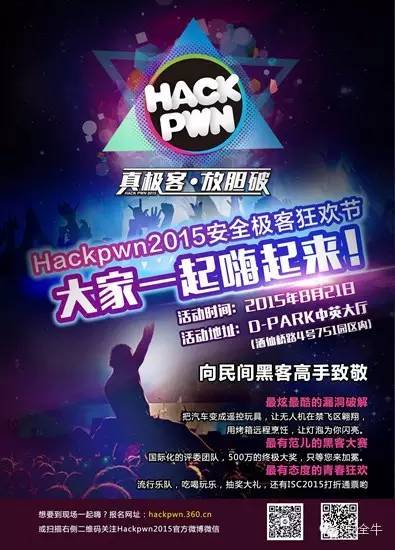 HACK
PWN
真极客·放胆破
HACK PWN 2015
Hackpwn2015安全极客狂欢节
大家一起嗨起来！
活动时间：2015年8月21日
活动地址：D-PARK中英大厅
(酒仙桥路4号751园区内)
向民间黑客高手致敬
最炫最酷的漏洞破解
把汽车变成遥控玩具，让无人机在禁飞区翱翔，
用烤箱远程烹饪，让灯泡为你闪亮。
最有范儿的黑客大赛
国际化的评委团队，500万的终极大奖，只等您来加冕。
最有态度的青春狂欢
流行乐队，吃喝玩乐，抽奖大礼，还有ISC2015打折通票哟
想要到现场一起嗨？报名网址：hackpwn.360.cn
或扫描右侧二维码关注Hackpwn2015官方微博微信
全牛